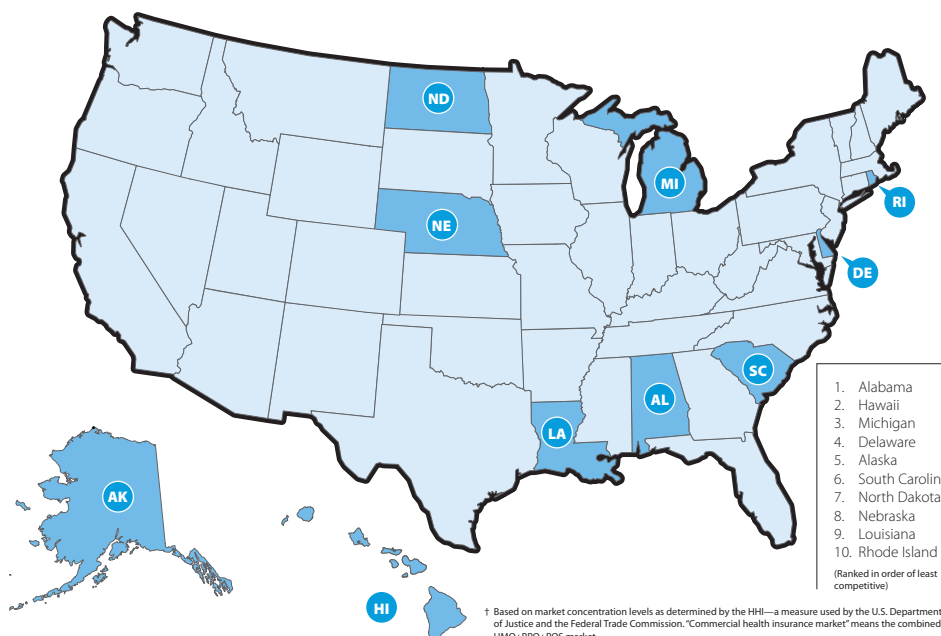 ND
MI
NE
RI
DE
SC
AL
LA
AK
HI
1. Alabama
2. Hawaii
3. Michigan
4. Delaware
5. Alaska
6. South Carolin
7. North Dakota
8. Nebraska
9. Louisiana
10. Rhode Island
(Ranked in order of least
competitive)
† Based on market concentration levels as determined by the HHI—a measure used by the U.S. Department
of Justice and the Federal Trade Commission. “Commercial health insurance market” means the combined